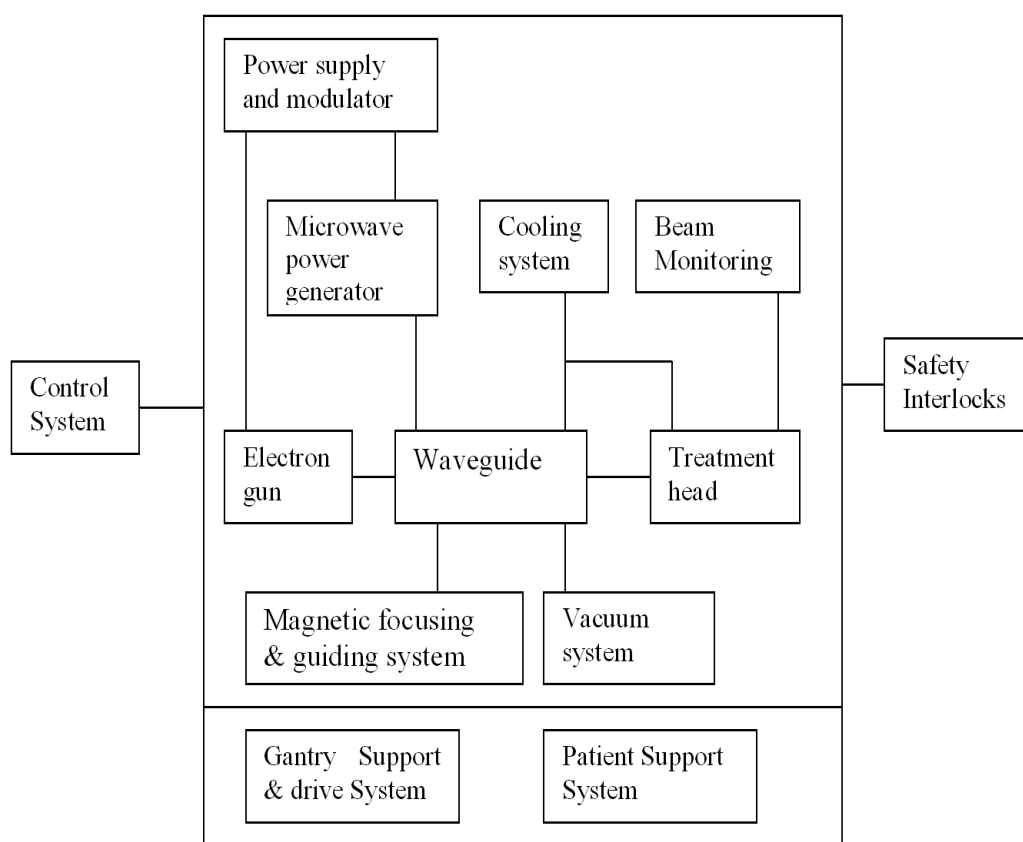 Power supply
and modulator
Microwave
power
generator
Cooling
system
Beam
Monitoring
Control
System
Safety
Interlocks
Electron
gun
Waveguide
Treatment
head
Magnetic focusing
& guiding system
Vacuum
system
Gantry Support
& drive System
Patient Support
System